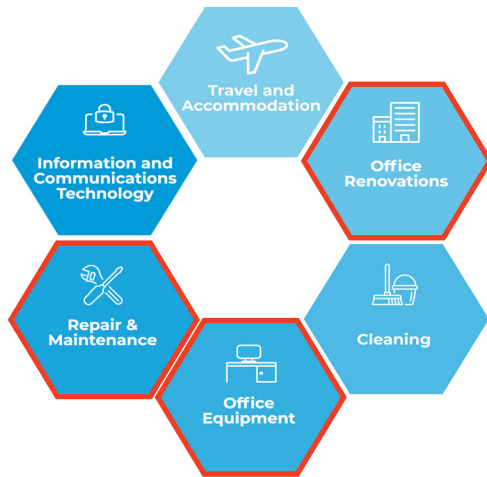 Travel and
Accommodation
Office
Renovations
Cleaning
Office
Equipment
Repair &
Maintenance
Information and
Communications
Technology